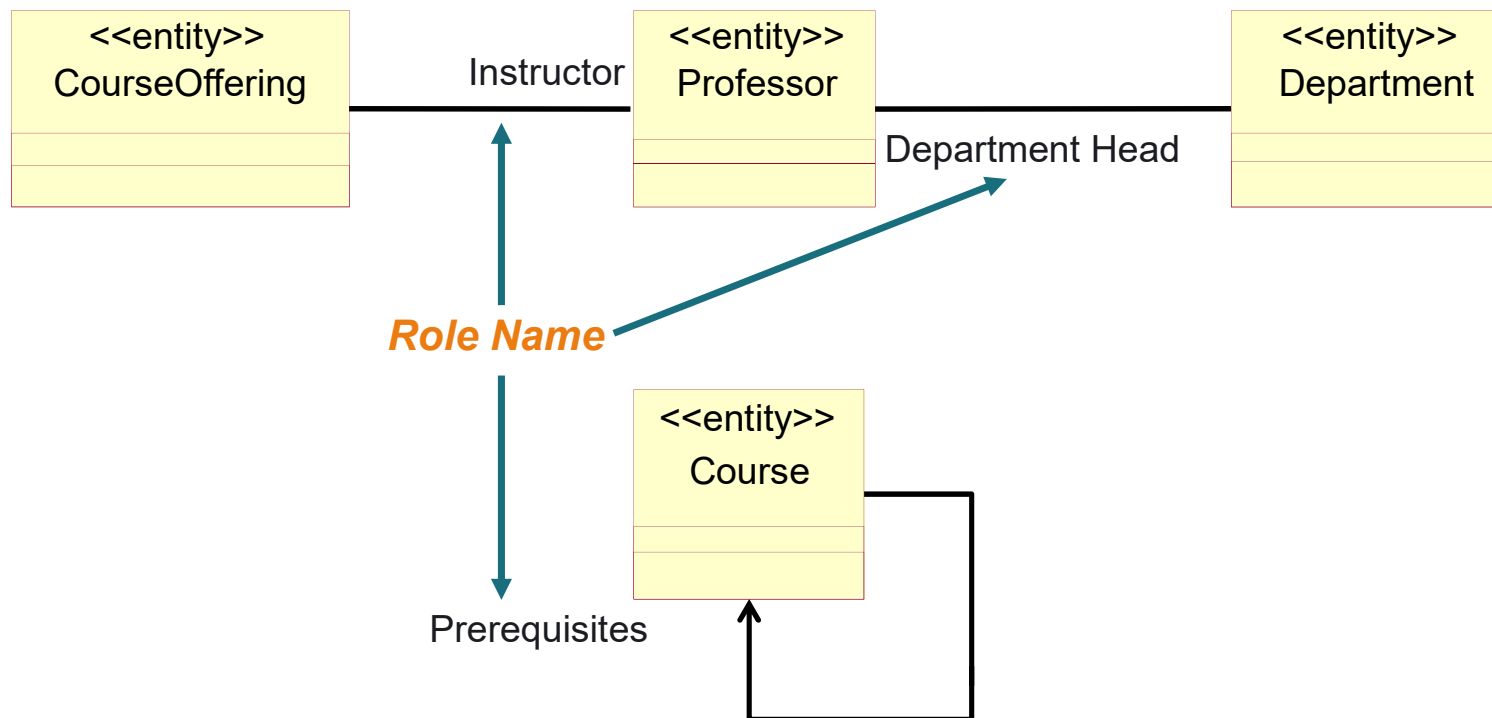 <<entity>>
CourseOffering
Instructor
<<entity>>
Professor
Department Head
<<entity>>
Department
Role Name
<<entity>>
Course
Prerequisites